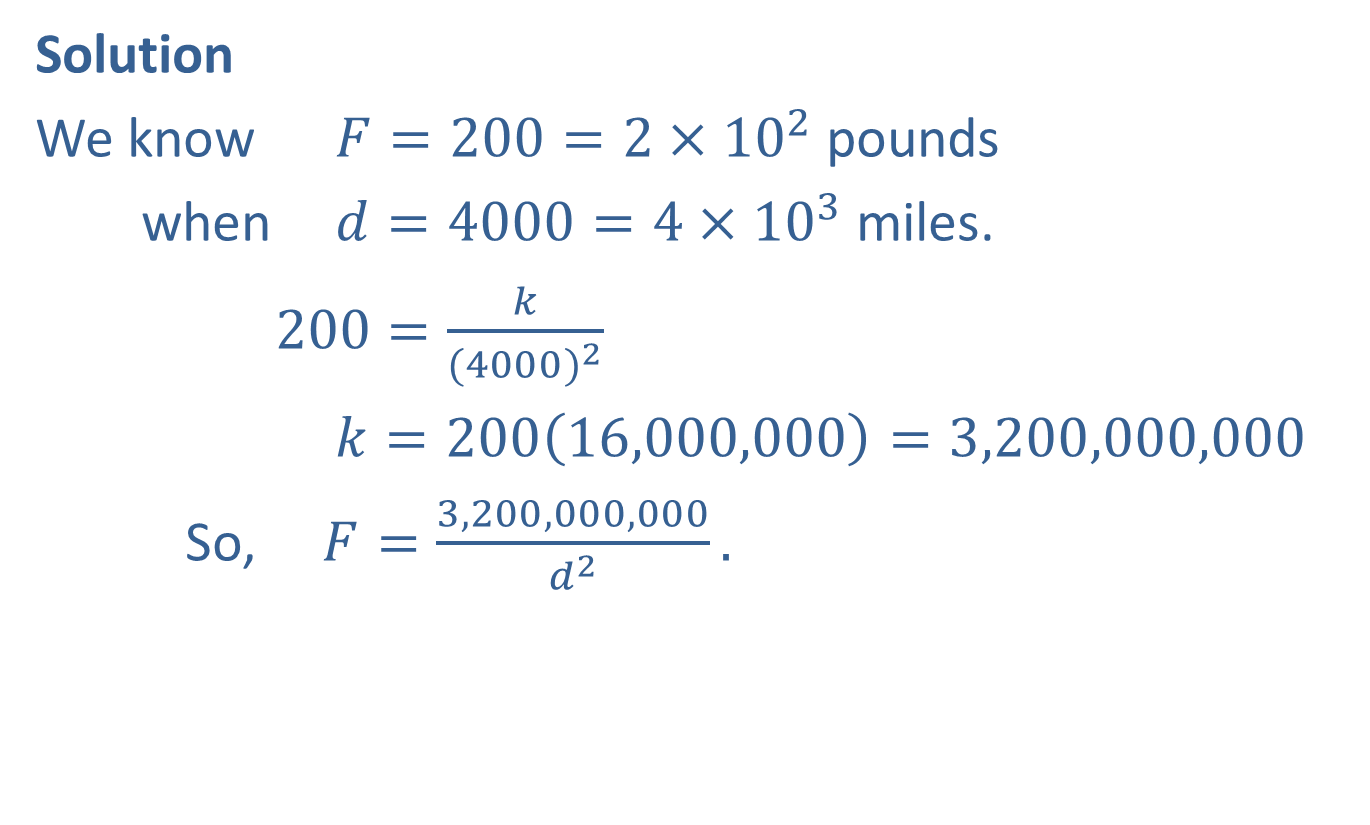 Solution
We know F = 200 = 2 × 10² pounds
when d = 4000 = 4 × 10³ miles.
200 = k/(4000)²
k = 200(16,000,000) = 3,200,000,000
So, F = 3,200,000,000/d².